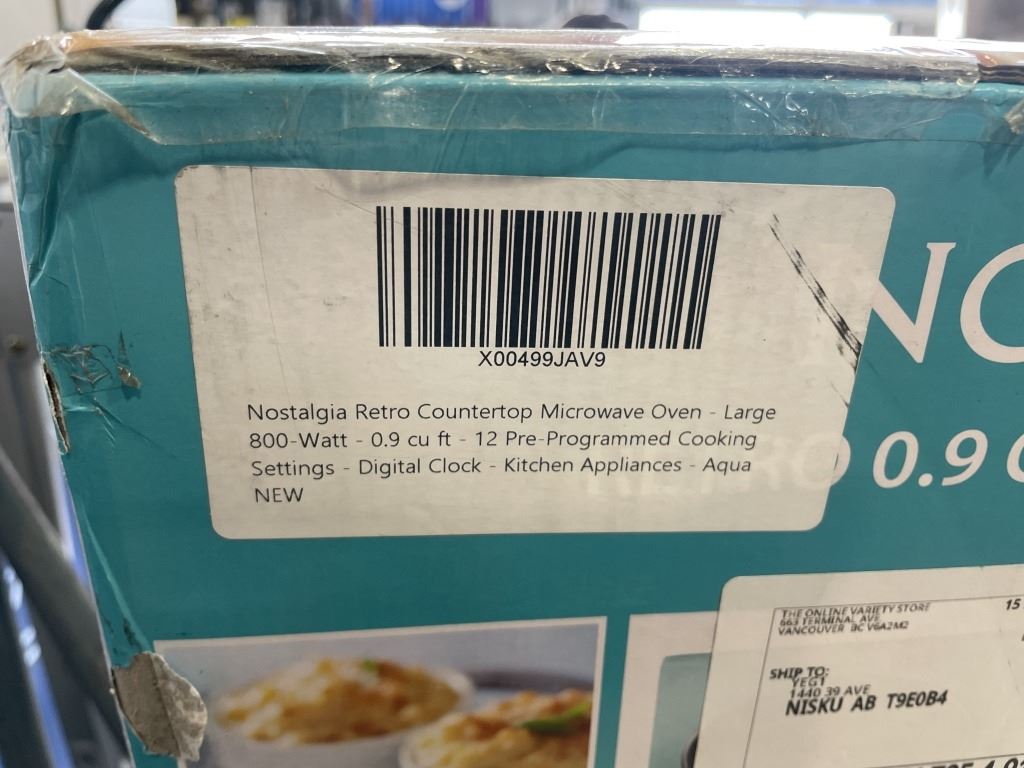 X00499JAV9
Nostalgia Retro Countertop Microwave Oven - Large
800-Watt - 0.9 cu ft - 12 Pre-Programmed Cooking
Settings - Digital Clock - Kitchen Appliances - Aqua
NEW
NO
RETRO 0.9 C
THE ONLINE VARIETY STORE
663 TERMINAL AVE
VANCOUVER BC V6A2M2
15
SHIP TO:
YEG1
1440 39 AVE
NISKU AB T9E0B4